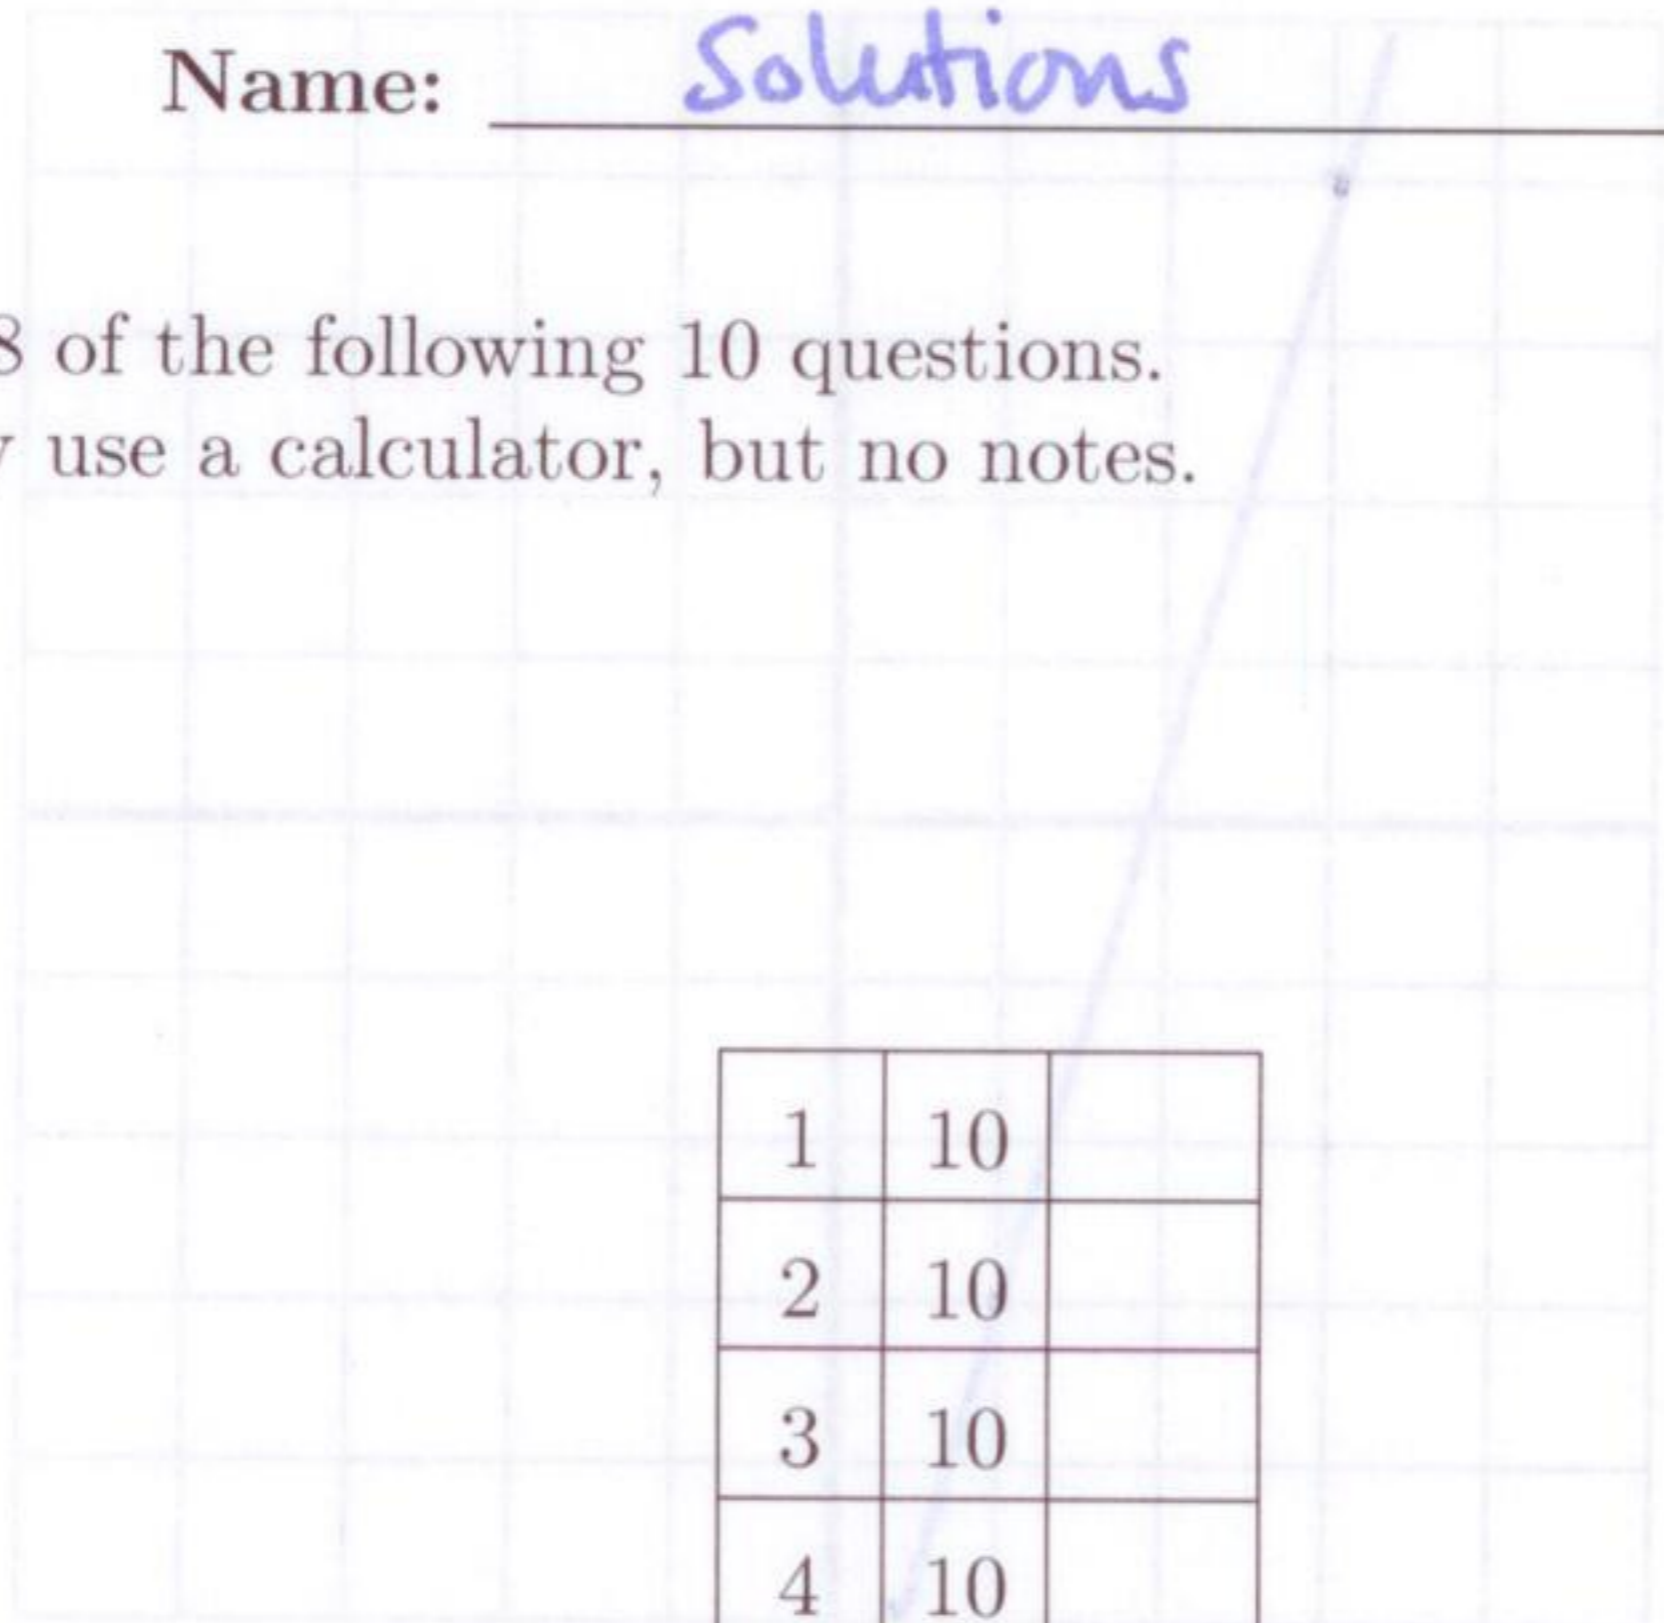 Name: Solutions
8 of the following 10 questions.
use a calculator, but no notes.
1 10
2 10
3 10
4 10